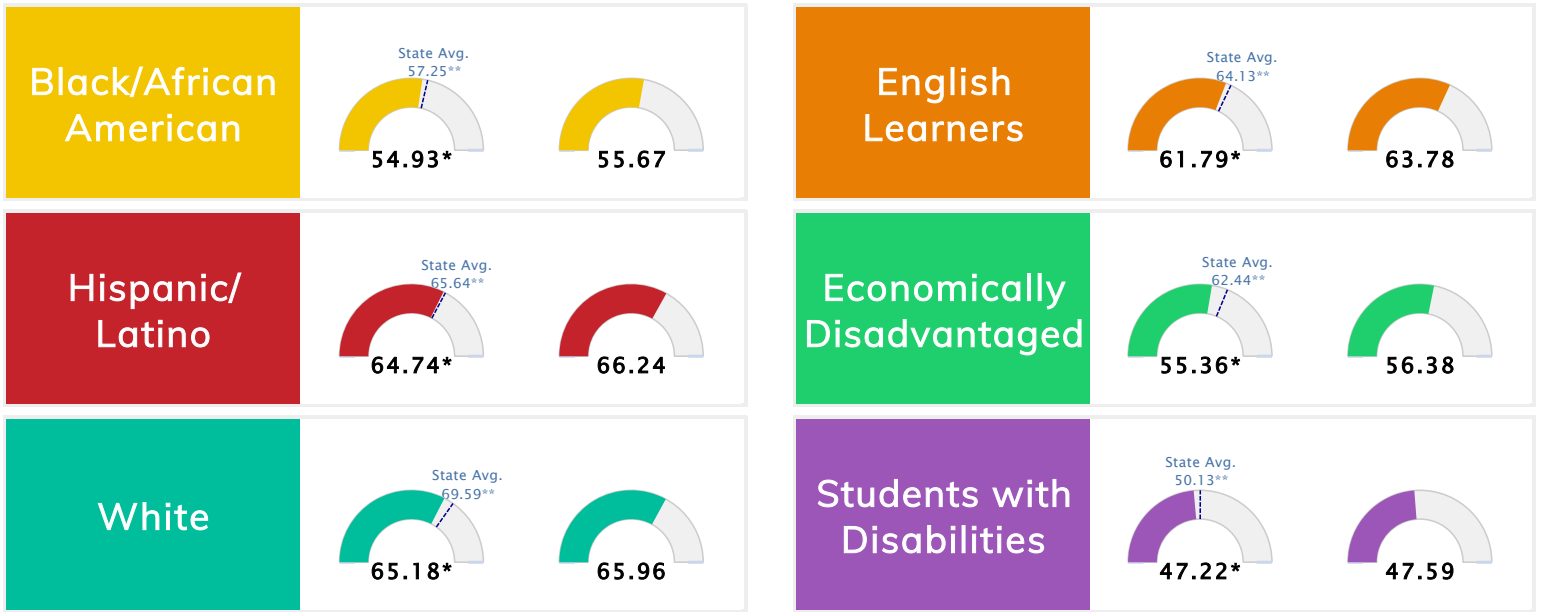 Black/African
American
State Avg.
57.25**
54.93*
55.67
English
Learners
State Avg.
64.13**
61.79*
63.78
Hispanic/
Latino
State Avg.
65.64**
64.74*
66.24
Economically
Disadvantaged
State Avg.
62.44**
55.36*
56.38
White
State Avg.
69.59**
65.18*
65.96
Students with
Disabilities
State Avg.
50.13**
47.22*
47.59